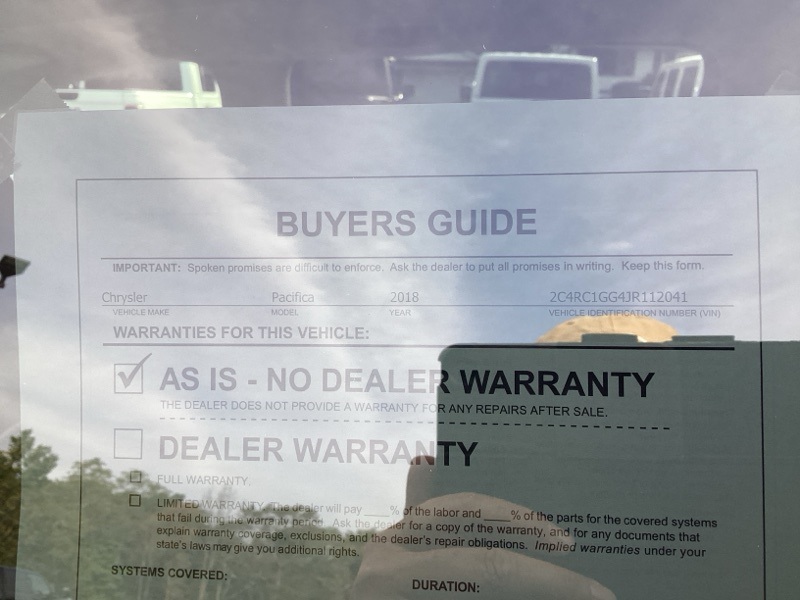 BUYERS GUIDE
IMPORTANT: Spoken promises are difficult to enforce. Ask the dealer to put all promises in writing. Keep this form.
Chrysler Pacifica 2018 2C4RC1GG4JR112041
VEHICLE MAKE MODEL YEAR VEHICLE IDENTIFICATION NUMBER (VIN)
WARRANTIES FOR THIS VEHICLE:
AS IS - NO DEALER WARRANTY
THE DEALER DOES NOT PROVIDE A WARRANTY FOR ANY REPAIRS AFTER SALE.
DEALER WARRANTY
FULL WARRANTY.
LIMITED WARRANTY. The dealer will pay ____% of the labor and ____% of the parts for the covered systems
that fail during the warranty period. Ask the dealer for a copy of the warranty, and for any documents that
explain warranty coverage, exclusions, and the dealer's repair obligations. Implied warranties under your
state's laws may give you additional rights.
SYSTEMS COVERED: DURATION: